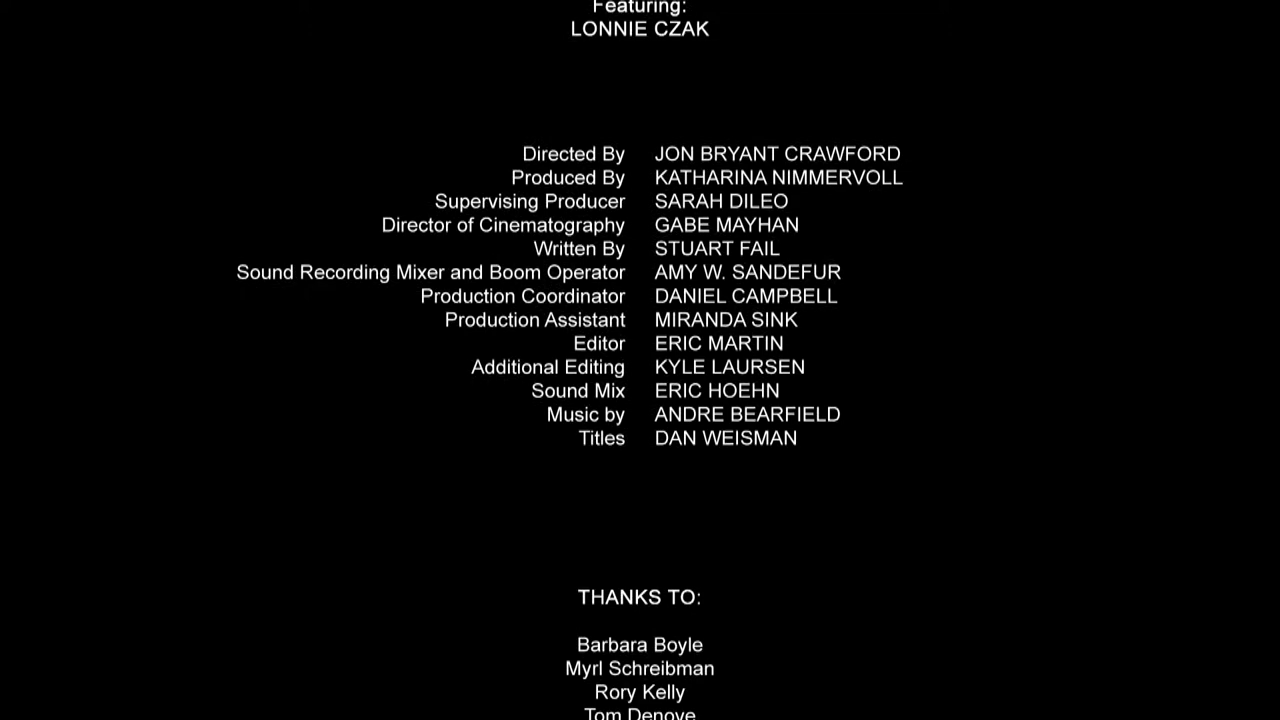 Featuring:
LONNIE CZAK
Directed By JON BRYANT CRAWFORD
Produced By KATHARINA NIMMERVOLL
Supervising Producer SARAH DILEO
Director of Cinematography GABE MAYHAN
Written By STUART FAIL
Sound Recording Mixer and Boom Operator AMY W. SANDEFUR
Production Coordinator DANIEL CAMPBELL
Production Assistant MIRANDA SINK
Editor ERIC MARTIN
Additional Editing KYLE LAURSEN
Sound Mix ERIC HOEHN
Music by ANDRE BEARFIELD
Titles DAN WEISMAN
THANKS TO:
Barbara Boyle
Myrl Schreibman
Rory Kelly
Tom Denove